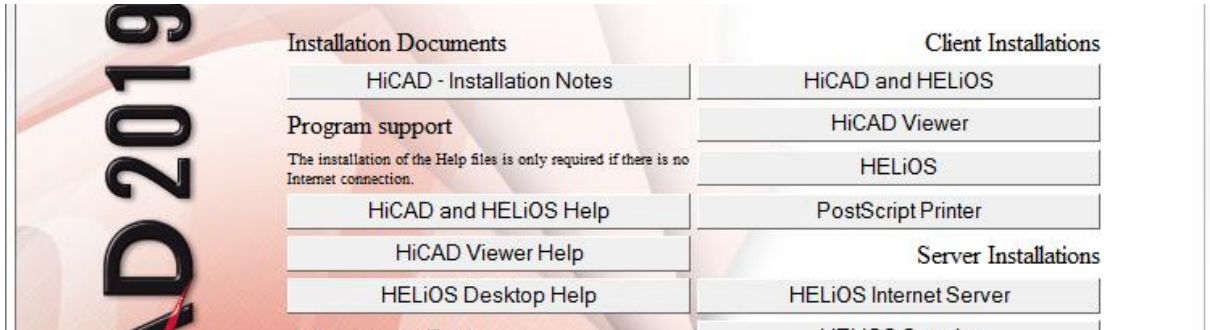 AD 2019
Installation Documents
HiCAD - Installation Notes
Program support
The installation of the Help files is only required if there is no
Internet connection.
HiCAD and HELiOS Help
HiCAD Viewer Help
HELiOS Desktop Help
Client Installations
HiCAD and HELiOS
HiCAD Viewer
HELiOS
PostScript Printer
Server Installations
HELiOS Internet Server